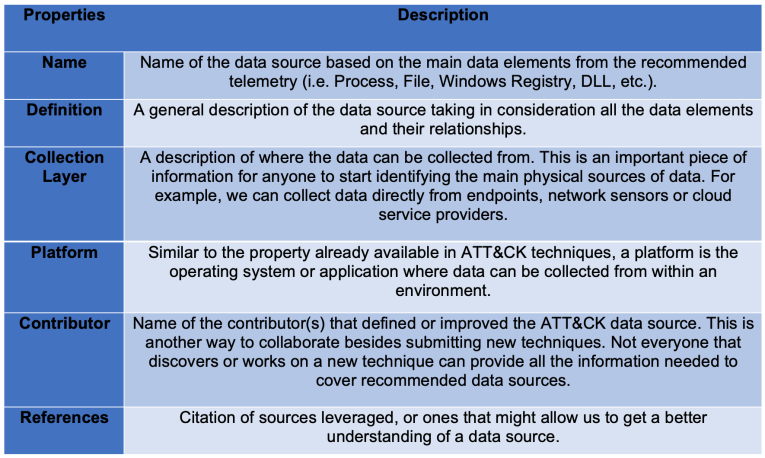 Properties
Description
Name
Name of the data source based on the main data elements from the recommended
telemetry (i.e. Process, File, Windows Registry, DLL, etc.).
Definition
A general description of the data source taking in consideration all the data elements
and their relationships.
Collection
Layer
A description of where the data can be collected from. This is an important piece of
information for anyone to start identifying the main physical sources of data. For
example, we can collect data directly from endpoints, network sensors or cloud
service providers.
Platform
Similar to the property already available in ATT&CK techniques, a platform is the
operating system or application where data can be collected from within an
environment.
Contributor
Name of the contributor(s) that defined or improved the ATT&CK data source. This is
another way to collaborate besides submitting new techniques. Not everyone that
discovers or works on a new technique can provide all the information needed to
cover recommended data sources.
References
Citation of sources leveraged, or ones that might allow us to get a better
understanding of a data source.